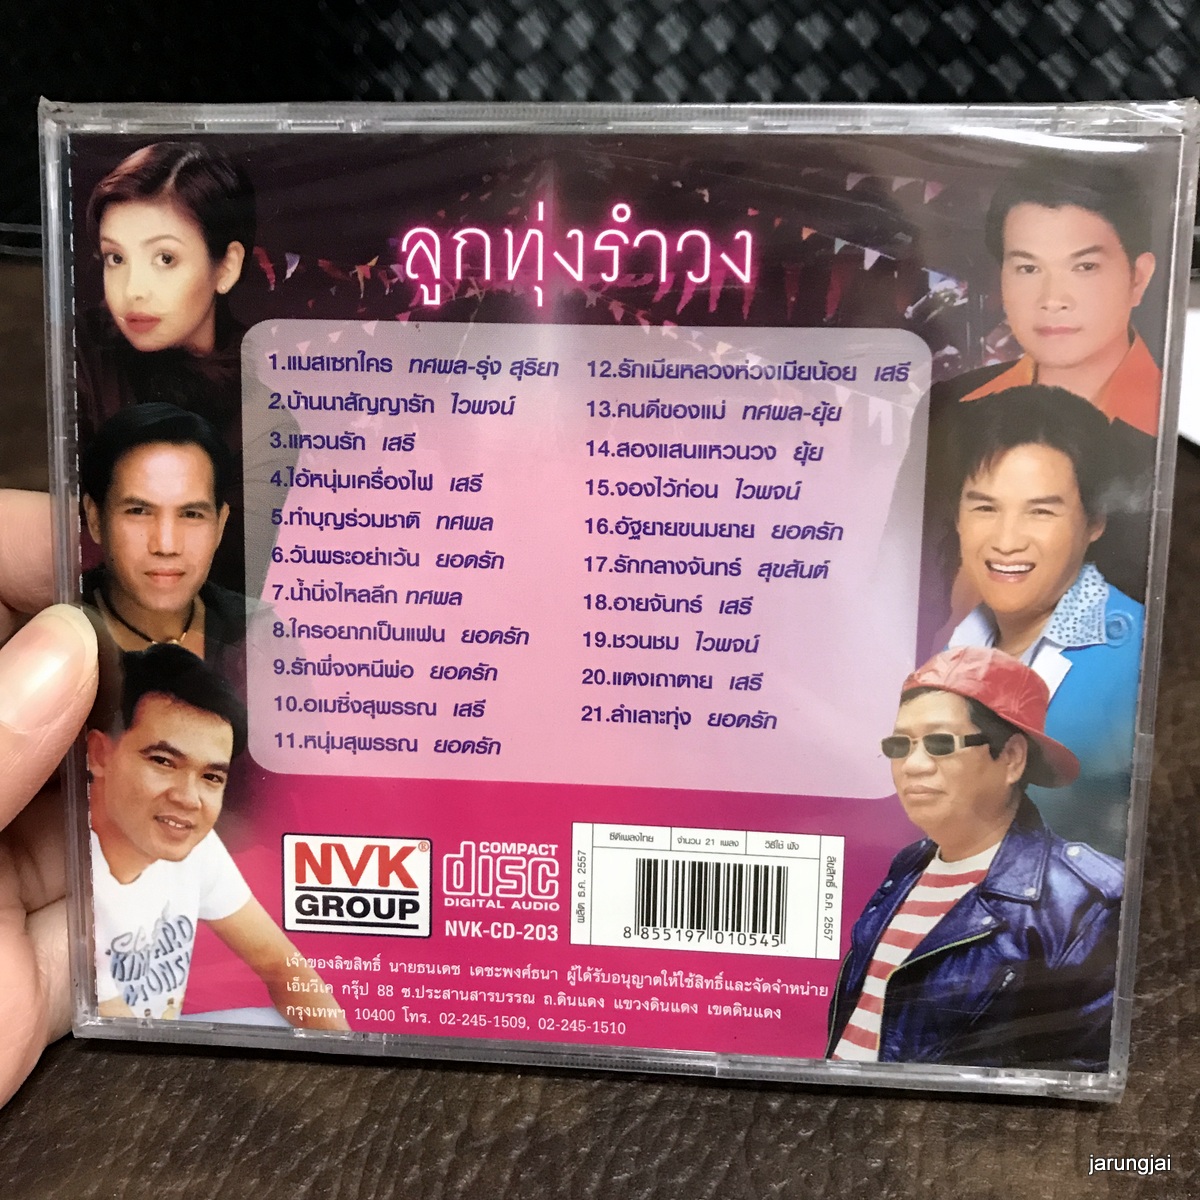 ลูกทุ่งรำวง
1.แมสเซทใคร ทศพล-รุ่ง สุริยา
2.บ้านนาสัญญารัก ไวพจน์
3.แหวนรัก เสรี
4.ไอ้หนุ่มเครื่องไฟ เสรี
5.ทำบุญร่วมชาติ ทศพล
6.วันพระอย่าเว้น ยอดรัก
7.น้ำนิ่งไหลลึก ทศพล
8.ใครอยากเป็นแฟน ยอดรัก
9.รักพี่จงหนีพ่อ ยอดรัก
10.อเมซิ่งสุพรรณ เสรี
11.หนุ่มสุพรรณ ยอดรัก
12.รักเมียหลวงห่วงเมียน้อย เสรี
13.คนดีของแม่ ทศพล-ยุ้ย
14.สองแสนแหวนวง ยุ้ย
15.จองไว้ก่อน ไวพจน์
16.อัฐยายขนมยาย ยอดรัก
17.รักกลางจันทร์ สุขสันต์
18.อายจันทร์ เสรี
19.ชวนชม ไวพจน์
20.แตงเถาตาย เสรี
21.ลำเลาะทุ่ง ยอดรัก
NVK®
GROUP
COMPACT
disc
DIGITAL AUDIO
NVK-CD-203
ผลิต ธ.ค. 2557
ซีดีเพลงไทย จำนวน 21 เพลง วิธีใช้ ฟัง
ลิขสิทธิ์ ธ.ค. 2557
8 855197 010545
เจ้าของลิขสิทธิ์ นายธนเดช เดชะพงศ์ธนา ผู้ได้รับอนุญาตให้ใช้สิทธิ์และจัดจำหน่าย
เอ็นวีเค กรุ๊ป 88 ซ.ประสานสารบรรณ ถ.ดินแดง แขวงดินแดง เขตดินแดง
กรุงเทพฯ 10400 โทร. 02-245-1509, 02-245-1510
jarungjai